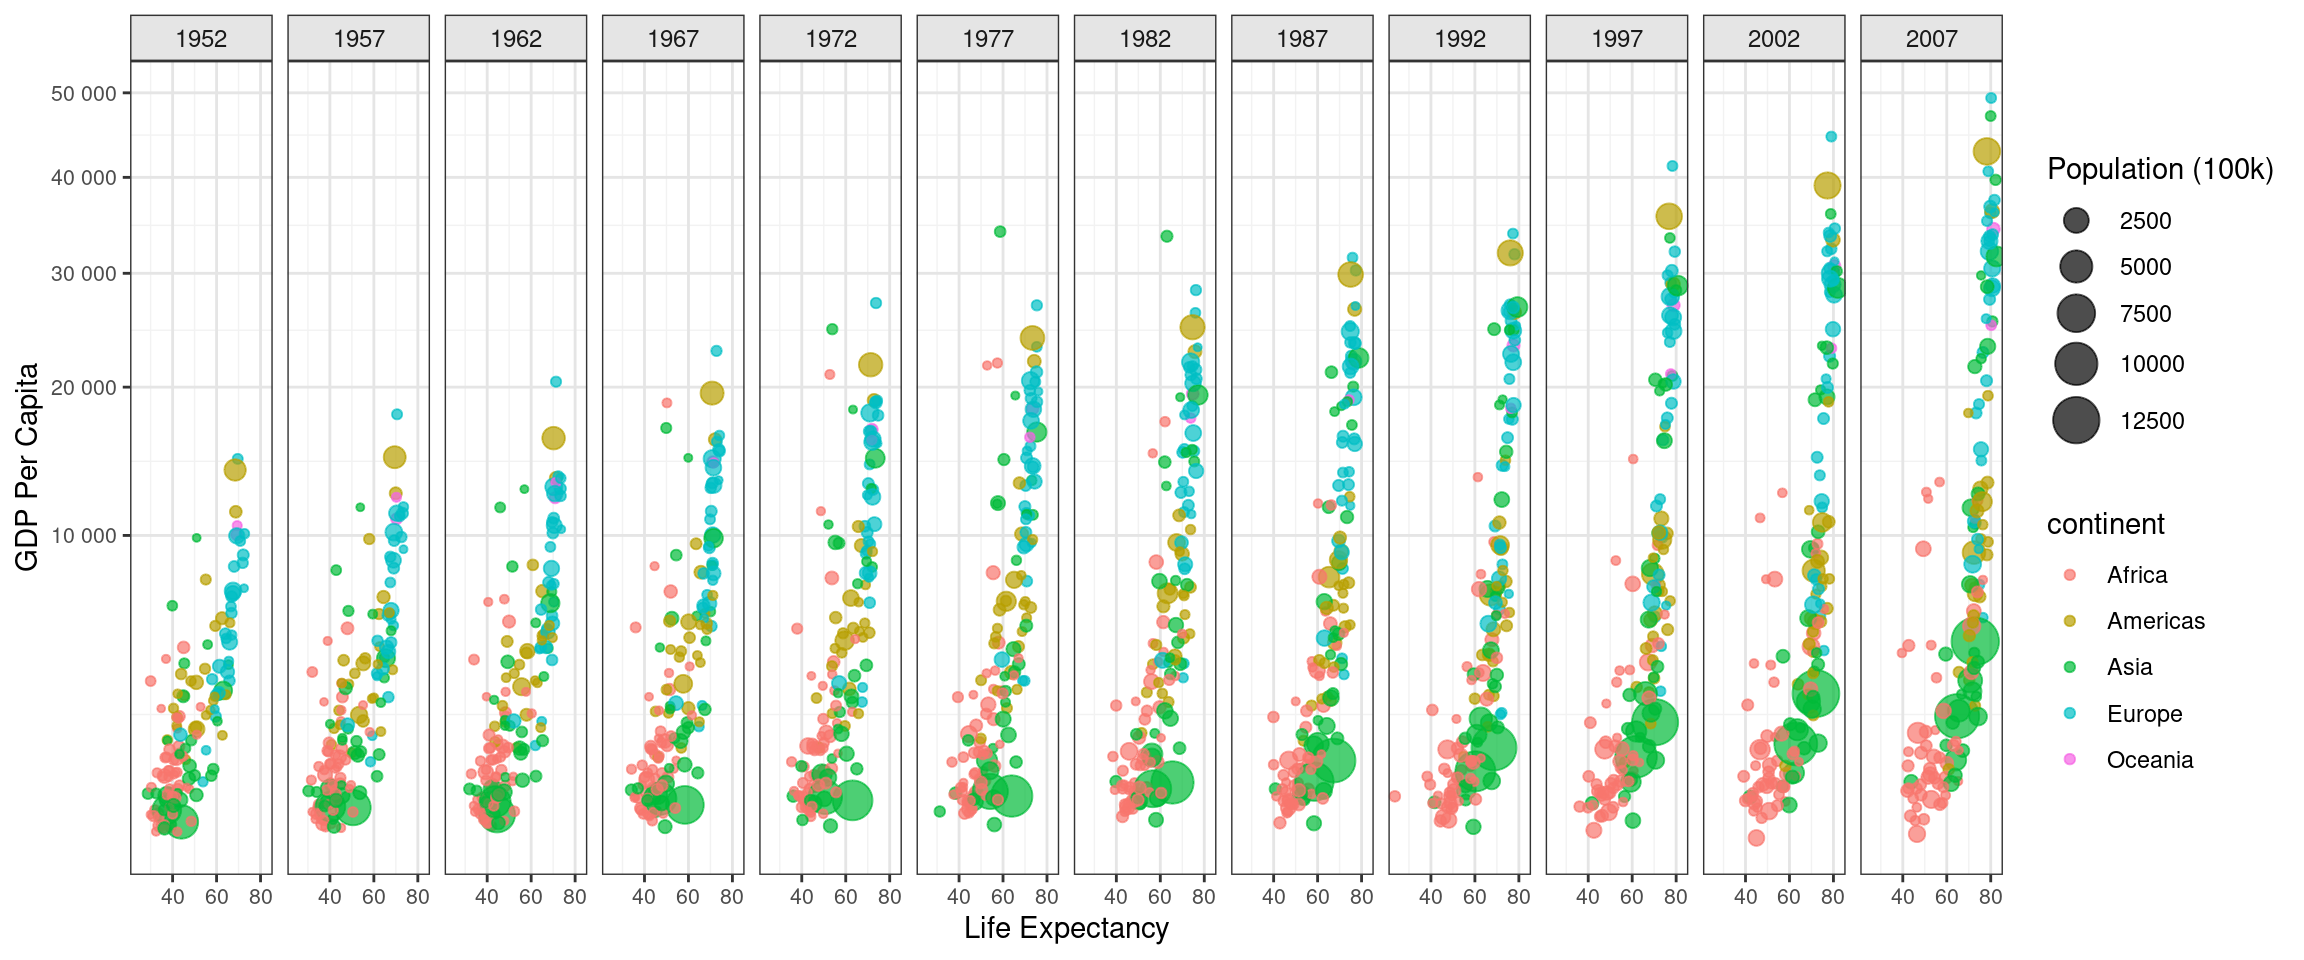 1952 1957 1962 1967 1972 1977 1982 1987 1992 1997 2002 2007
50 000
40 000
30 000
20 000
10 000
GDP Per Capita
40 60 80 40 60 80 40 60 80 40 60 80 40 60 80 40 60 80 40 60 80 40 60 80 40 60 80 40 60 80 40 60 80 40 60 80
Life Expectancy
Population (100k)
2500
5000
7500
10000
12500
continent
Africa
Americas
Asia
Europe
Oceania